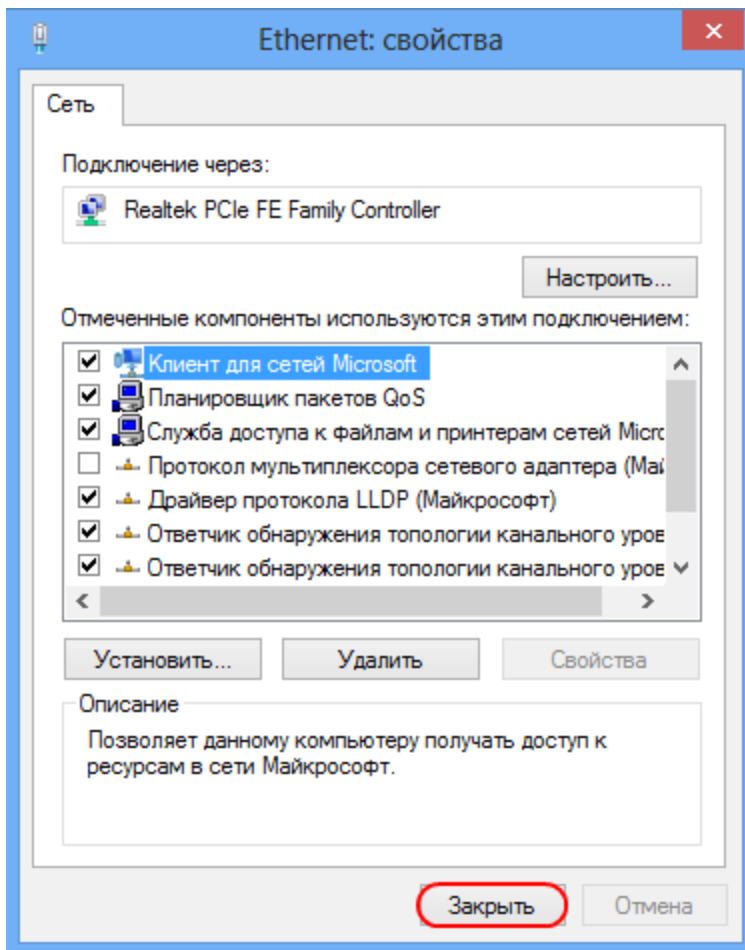 Ethernet: свойства
Сеть
Подключение через:
Realtek PCIe FE Family Controller
Настроить...
Отмеченные компоненты используются этим подключением:
Клиент для сетей Microsoft
Планировщик пакетов QoS
Служба доступа к файлам и принтерам сетей Micro
Протокол мультиплексора сетевого адаптера (Май
Драйвер протокола LLDP (Майкрософт)
Ответчик обнаружения топологии канального уров
Ответчик обнаружения топологии канального уров
Установить...
Удалить
Свойства
Описание
Позволяет данному компьютеру получать доступ к
ресурсам в сети Майкрософт.
Закрыть
Отмена